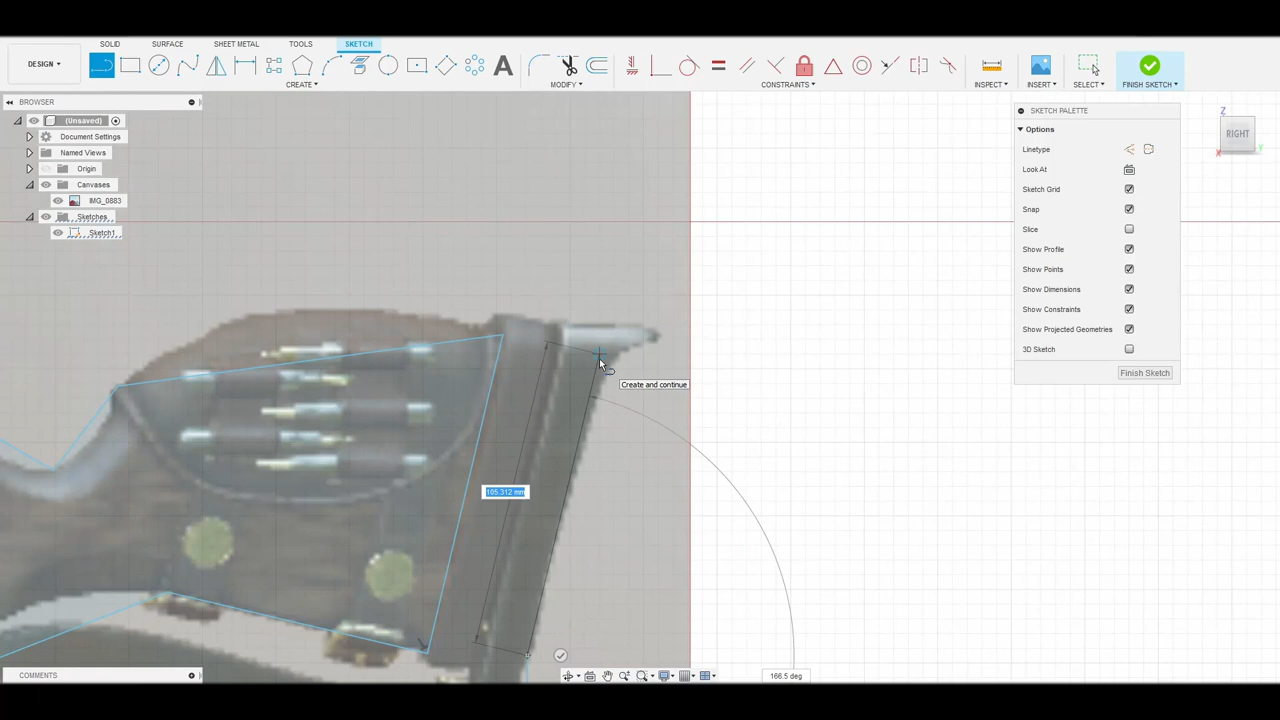 SOLID SURFACE SHEET METAL TOOLS SKETCH
DESIGN ▾
CREATE ▾ MODIFY ▾ CONSTRAINTS ▾ INSPECT ▾ INSERT ▾ SELECT ▾ FINISH SKETCH ▾
BROWSER
(Unsaved)
Document Settings
Named Views
Origin
Canvases
IMG_0883
Sketches
Sketch1
SKETCH PALETTE
Options
Linetype
Look At
Sketch Grid
Snap
Slice
Show Profile
Show Points
Show Dimensions
Show Constraints
Show Projected Geometries
3D Sketch
Finish Sketch
Z
RIGHT
X
Y
Create and continue
105.312 mm
166.5 deg
COMMENTS